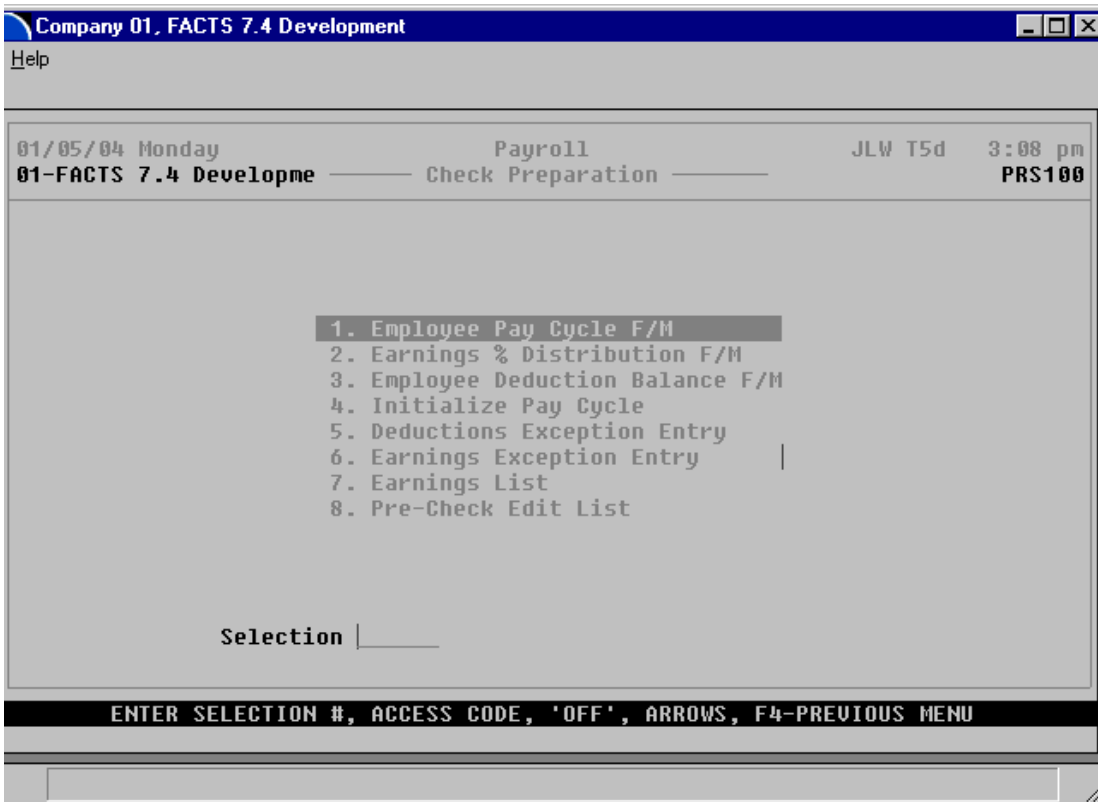 Company 01, FACTS 7.4 Development
Help
01/05/04 Monday Payroll JLW T5d 3:08 pm
01-FACTS 7.4 Developme Check Preparation PRS100
1. Employee Pay Cycle F/M
2. Earnings % Distribution F/M
3. Employee Deduction Balance F/M
4. Initialize Pay Cycle
5. Deductions Exception Entry
6. Earnings Exception Entry
7. Earnings List
8. Pre-Check Edit List
Selection
ENTER SELECTION #, ACCESS CODE, 'OFF', ARROWS, F4-PREVIOUS MENU